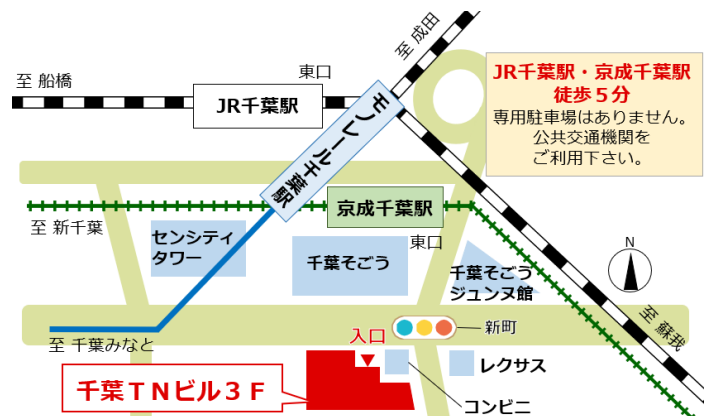 至 成田
至 船橋
東口
JR千葉駅
モノレール千葉駅
JR千葉駅・京成千葉駅
徒歩５分
専用駐車場はありません。
公共交通機関を
ご利用下さい。
至 新千葉
京成千葉駅
東口
センシティ
タワー
千葉そごう
千葉そごう
ジュンヌ館
N
至 蘇我
新町
至 千葉みなと
入口
レクサス
千葉ＴＮビル３Ｆ
コンビニ